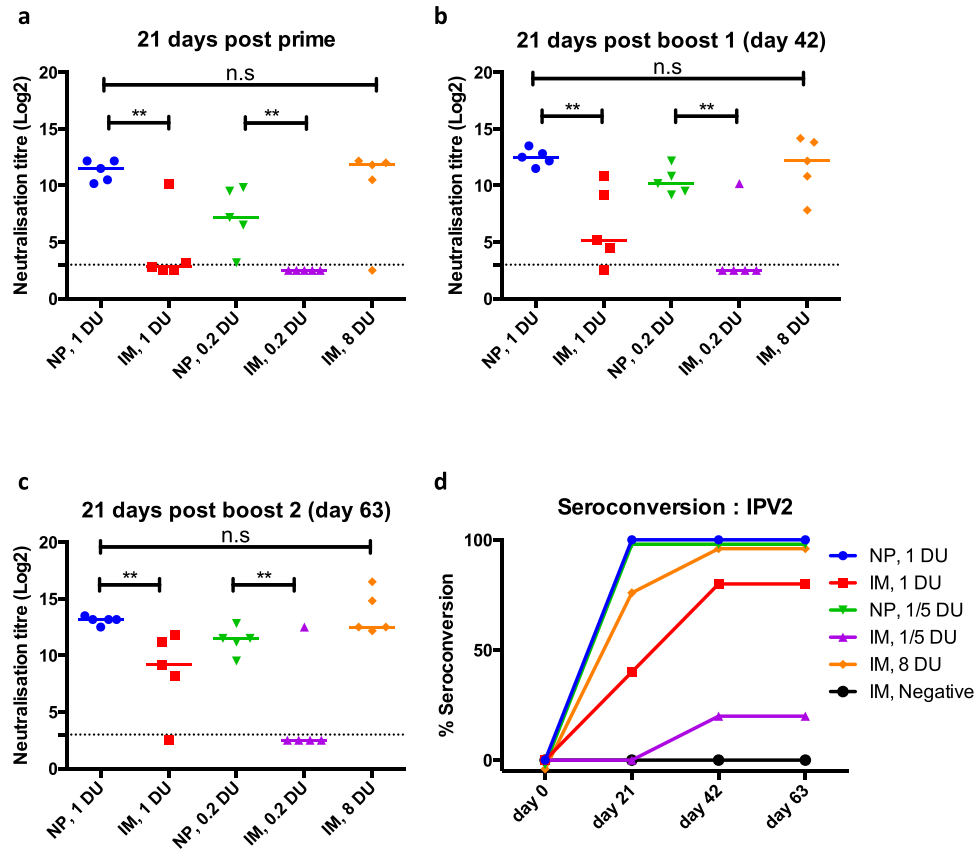 a
21 days post prime
n.s
**
**
Neutralisation titre (Log2)
20
15
10
5
0
NP, 1 DU
IM, 1 DU
NP, 0.2 DU
IM, 0.2 DU
IM, 8 DU
b
21 days post boost 1 (day 42)
n.s
**
**
Neutralisation titre (Log2)
20
15
10
5
0
NP, 1 DU
IM, 1 DU
NP, 0.2 DU
IM, 0.2 DU
IM, 8 DU
c
21 days post boost 2 (day 63)
n.s
**
**
Neutralisation titre (Log2)
20
15
10
5
0
NP, 1 DU
IM, 1 DU
NP, 0.2 DU
IM, 0.2 DU
IM, 8 DU
d
Seroconversion : IPV2
% Seroconversion
100
50
0
day 0
day 21
day 42
day 63
NP, 1 DU
IM, 1 DU
NP, 1/5 DU
IM, 1/5 DU
IM, 8 DU
IM, Negative